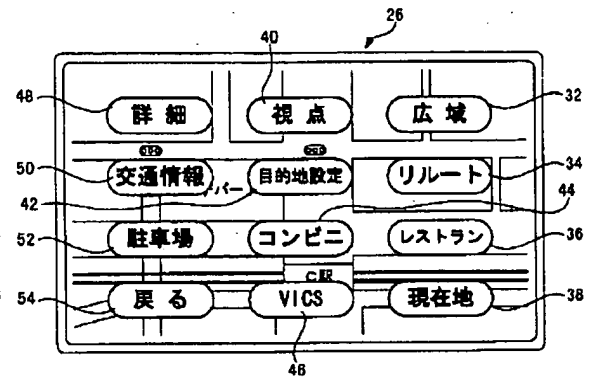 26
40
48 詳細 視点 広域 32
50 交通情報 目的地設定 リルート 34
42 パー 44
52 駐車場 コンビニ レストラン 36
C駅
54 戻る VICS 現在地 38
46